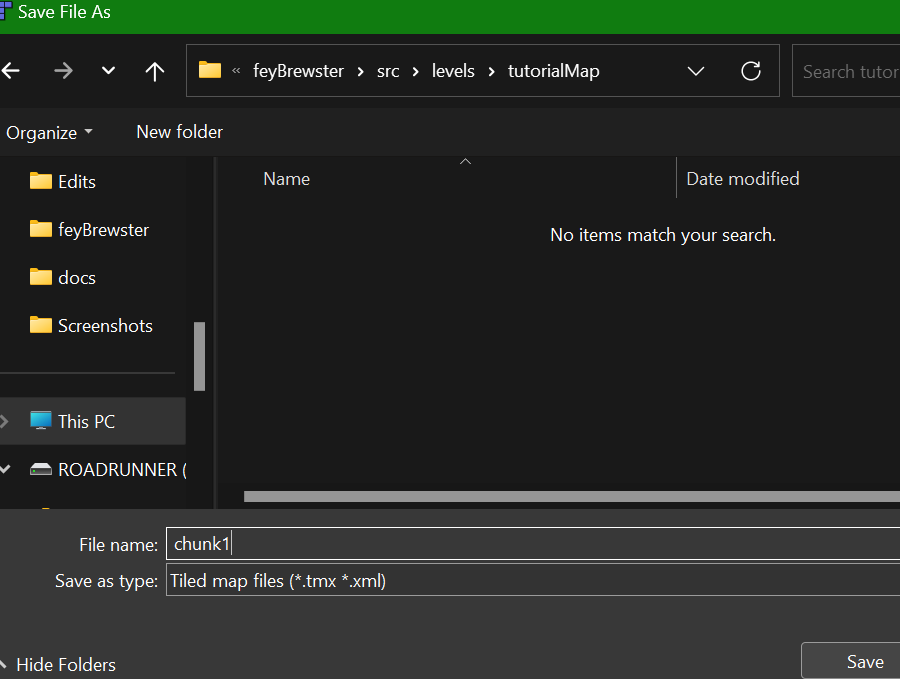 Save File As
« feyBrewster > src > levels > tutorialMap
Search tutor
Organize
New folder
Edits
feyBrewster
docs
Screenshots
This PC
ROADRUNNER (
Name
Date modified
No items match your search.
File name: chunk1
Save as type: Tiled map files (*.tmx *.xml)
Hide Folders
Save